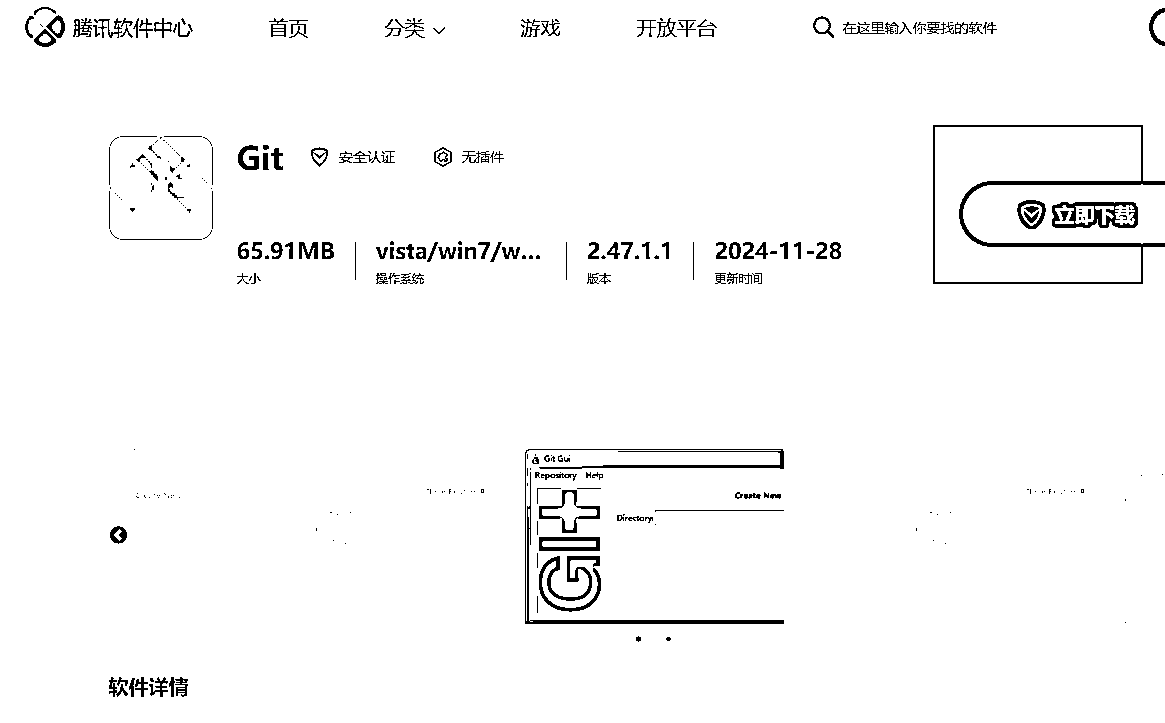 腾讯软件中心 首页 分类 游戏 开放平台 在这里输入你要找的软件
Git 安全认证 无插件
立即下载
65.91MB vista/win7/w... 2.47.1.1 2024-11-28
大小 操作系统 版本 更新时间
Git Gui
Repository Help
Create New
Directory:
GIT
软件详情